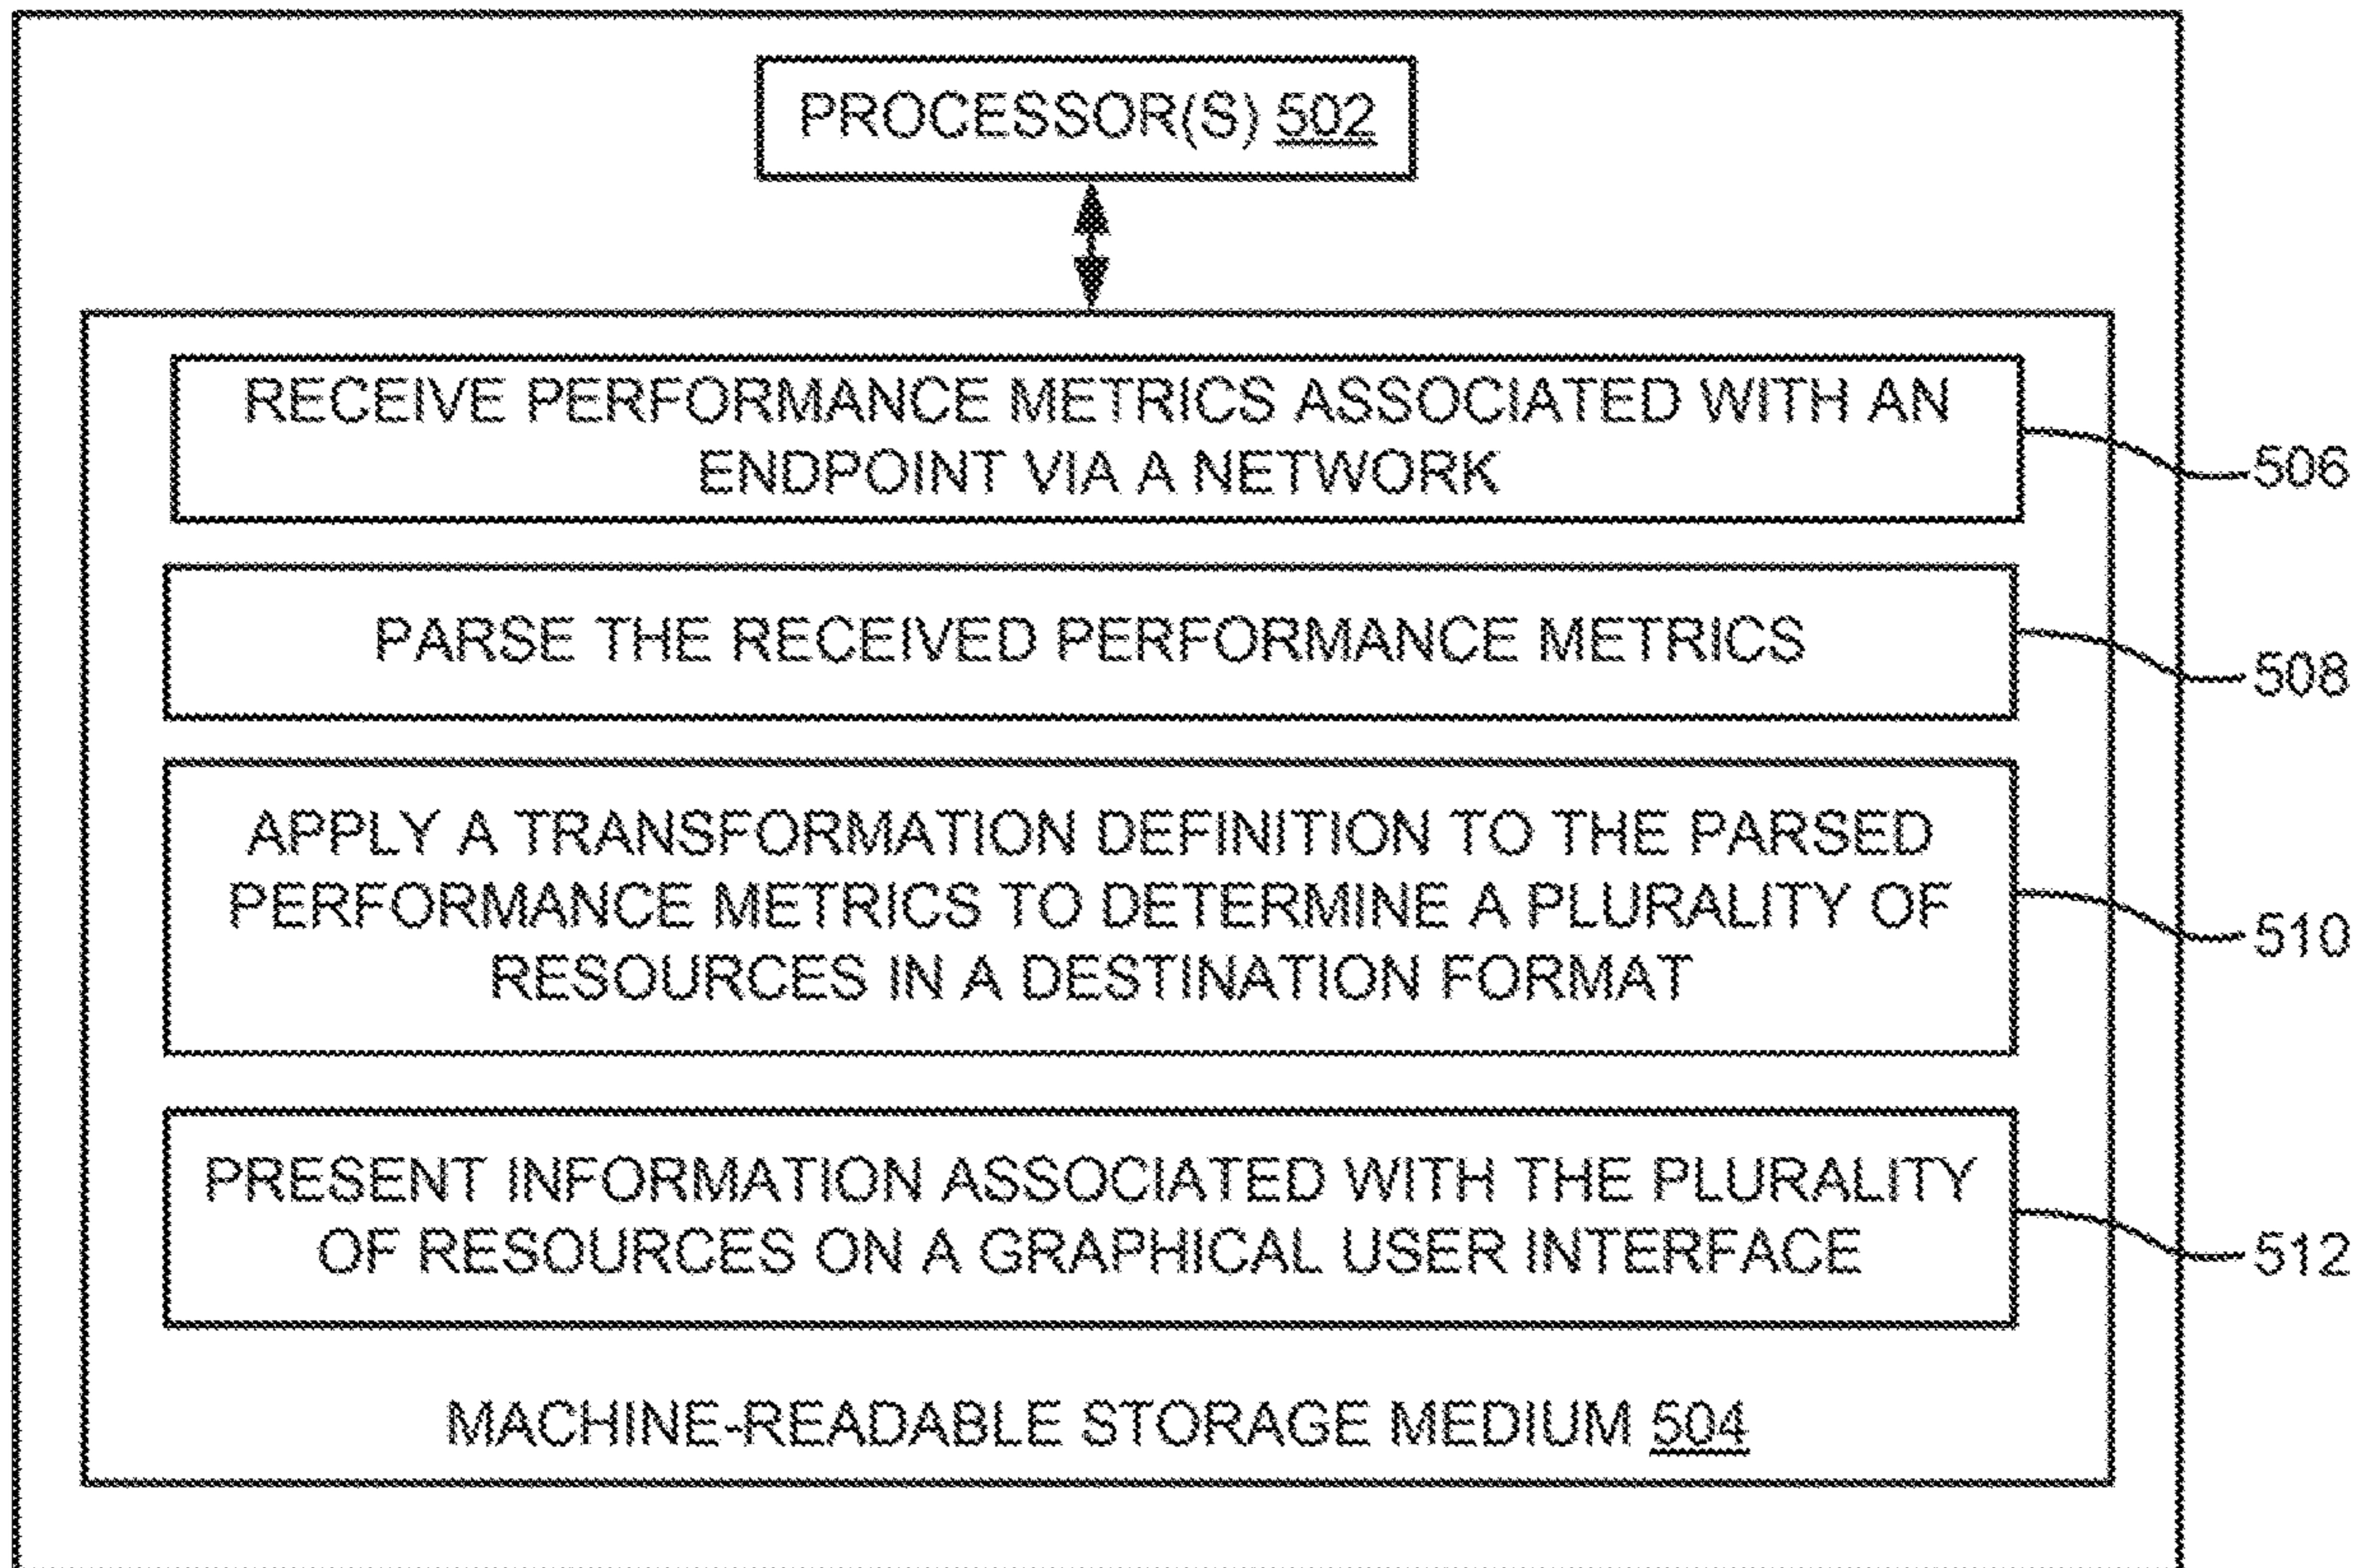 PROCESSOR(S) 502
RECEIVE PERFORMANCE METRICS ASSOCIATED WITH AN
ENDPOINT VIA A NETWORK
506
PARSE THE RECEIVED PERFORMANCE METRICS
508
APPLY A TRANSFORMATION DEFINITION TO THE PARSED
PERFORMANCE METRICS TO DETERMINE A PLURALITY OF
RESOURCES IN A DESTINATION FORMAT
510
PRESENT INFORMATION ASSOCIATED WITH THE PLURALITY
OF RESOURCES ON A GRAPHICAL USER INTERFACE
512
MACHINE-READABLE STORAGE MEDIUM 504